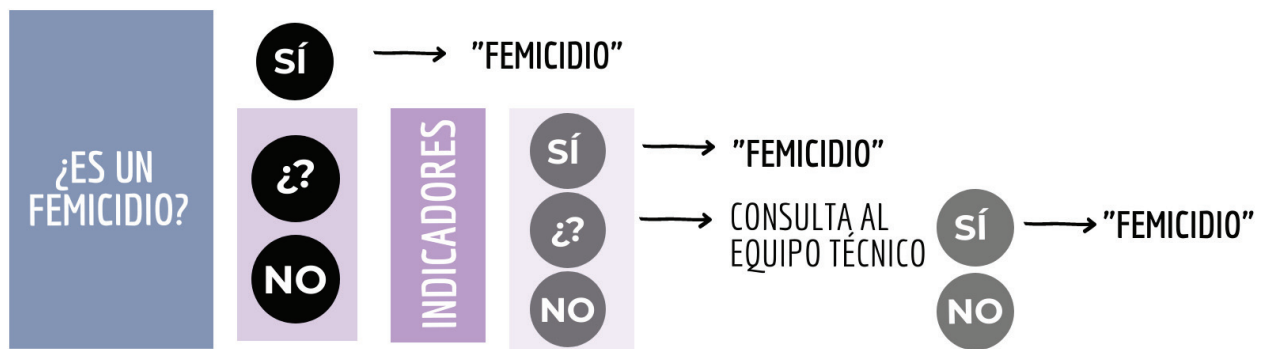 ¿ES UN
FEMICIDIO?
SÍ
"FEMICIDIO"
¿?
NO
INDICADORES
SÍ
"FEMICIDIO"
¿?
CONSULTA AL
EQUIPO TÉCNICO
NO
SÍ
"FEMICIDIO"
NO